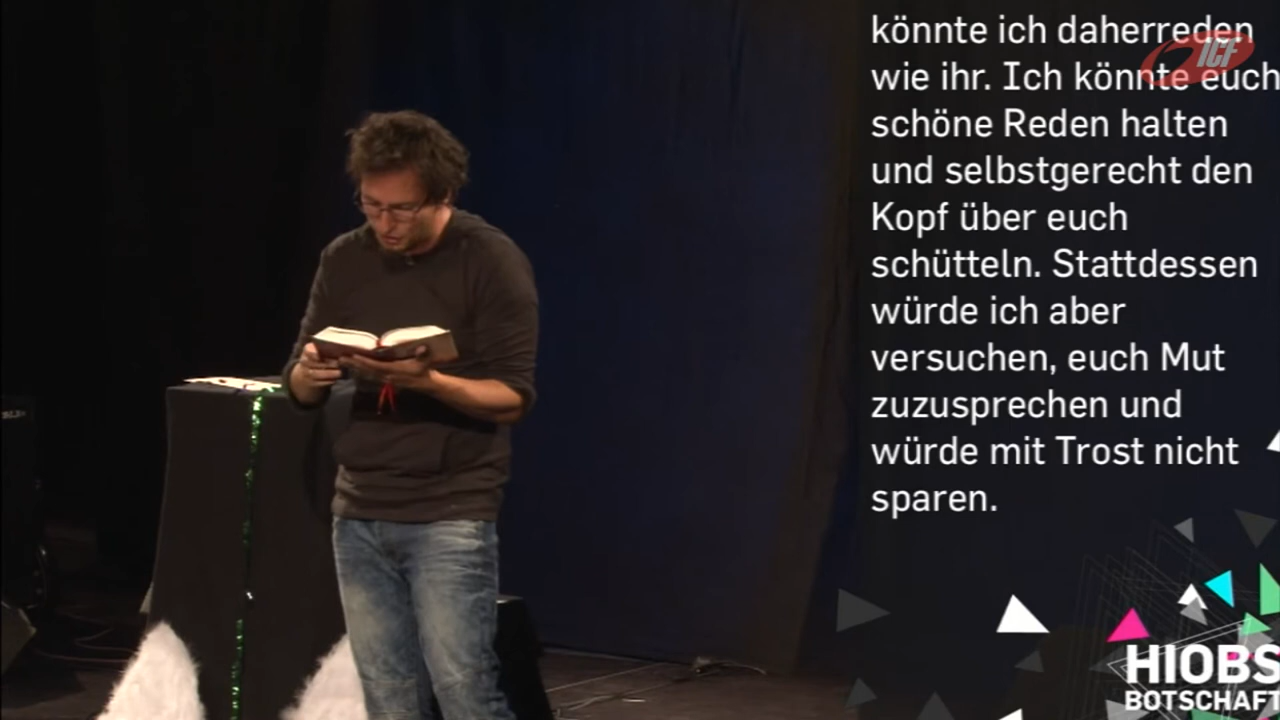 könnte ich daherreden
ICF
wie ihr. Ich könnte euch
schöne Reden halten
und selbstgerecht den
Kopf über euch
schütteln. Stattdessen
würde ich aber
versuchen, euch Mut
zuzusprechen und
würde mit Trost nicht
sparen.
HIOBS
BOTSCHAFT